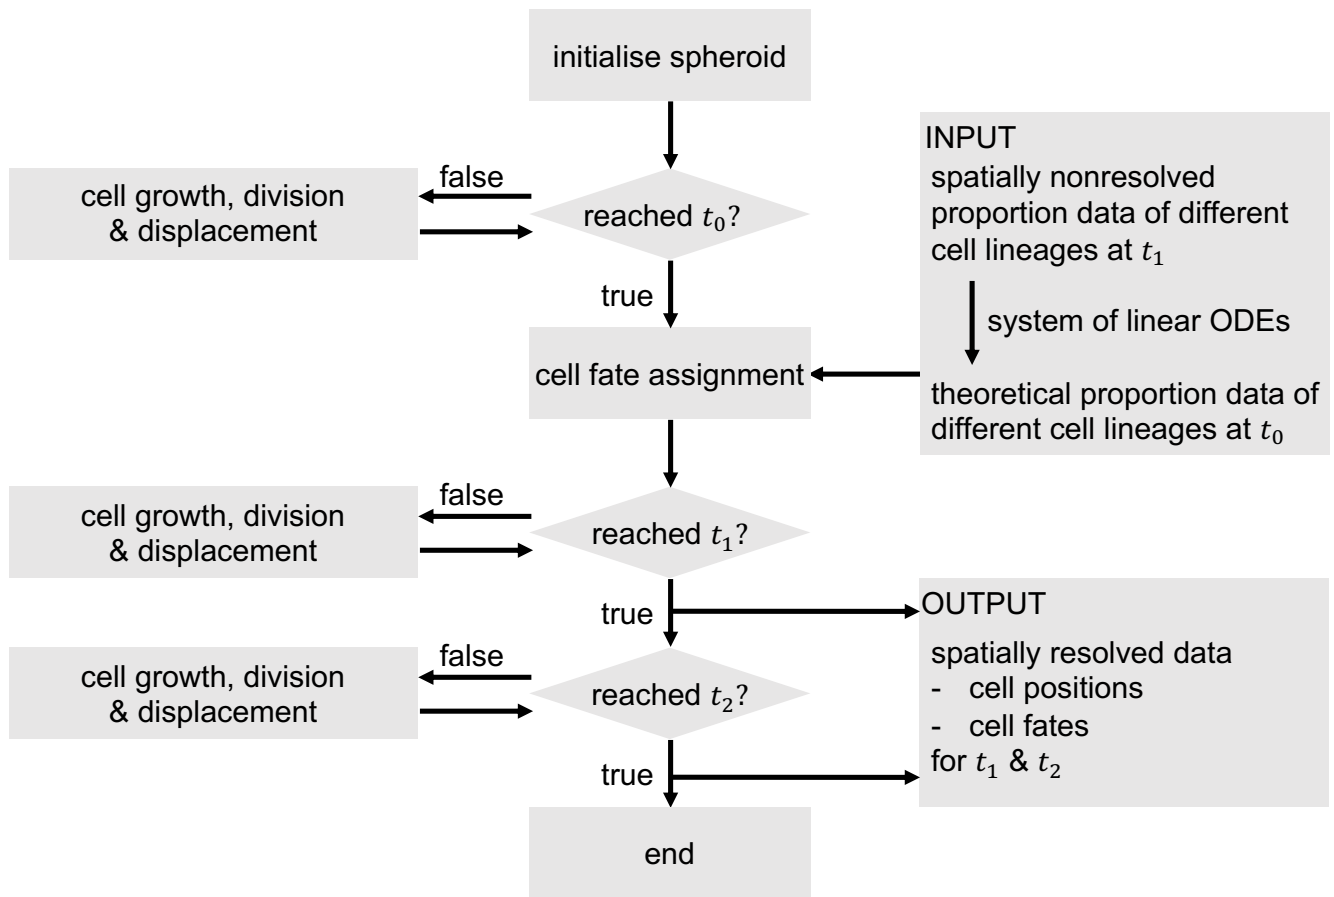 initialise spheroid
false
cell growth, division
& displacement
reached t₀?
true
INPUT
spatially nonresolved
proportion data of different
cell lineages at t₁
system of linear ODEs
theoretical proportion data of
different cell lineages at t₀
cell fate assignment
false
cell growth, division
& displacement
reached t₁?
true
false
cell growth, division
& displacement
reached t₂?
true
OUTPUT
spatially resolved data
- cell positions
- cell fates
for t₁ & t₂
end